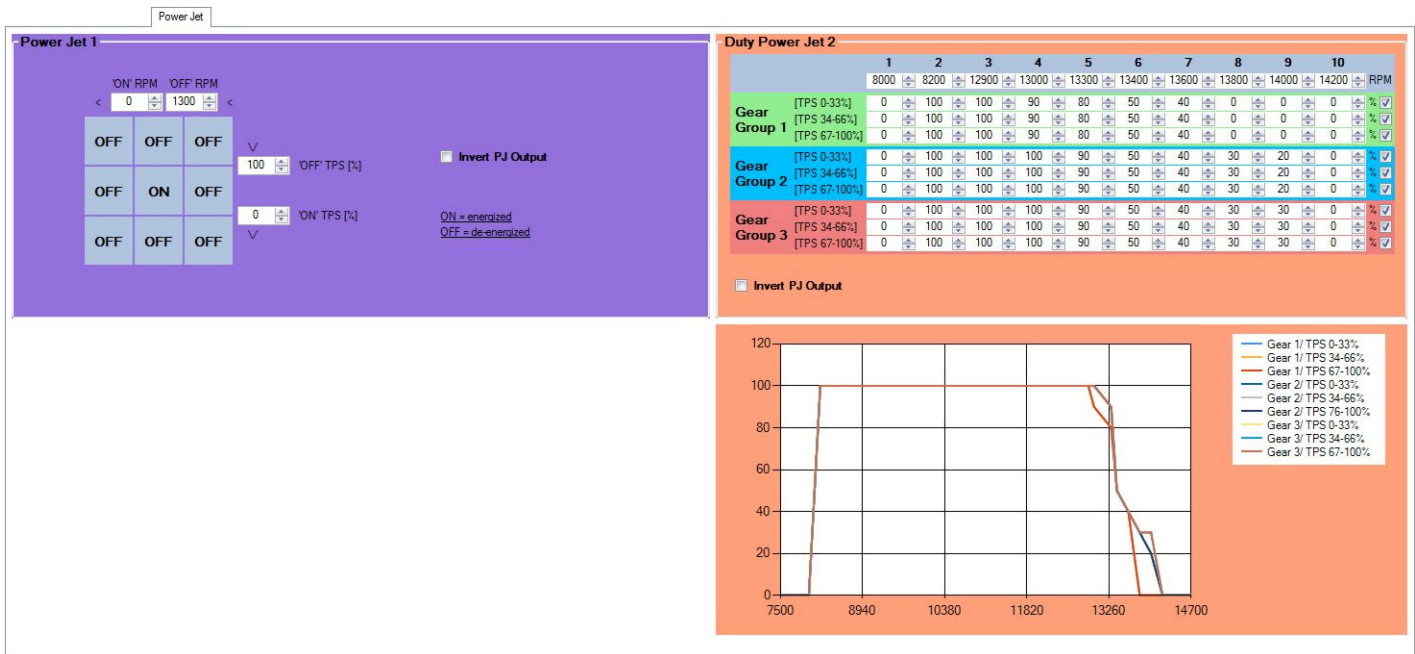 Power Jet
Power Jet 1
'ON' RPM 'OFF' RPM
< 0 1300 <
OFF OFF OFF
100 'OFF' TPS [%]
OFF ON OFF
0 'ON' TPS [%]
OFF OFF OFF
Invert PJ Output
ON = energized
OFF = de-energized
Duty Power Jet 2
1 2 3 4 5 6 7 8 9 10
8000 8200 12900 13000 13300 13400 13600 13800 14000 14200 RPM
Gear Group 1
[TPS 0-33%] 0 100 100 90 80 50 40 0 0 0 %
[TPS 34-66%] 0 100 100 90 80 50 40 0 0 0 %
[TPS 67-100%] 0 100 100 90 80 50 40 0 0 0 %
Gear Group 2
[TPS 0-33%] 0 100 100 100 90 50 40 30 20 0 %
[TPS 34-66%] 0 100 100 100 90 50 40 30 20 0 %
[TPS 67-100%] 0 100 100 100 90 50 40 30 20 0 %
Gear Group 3
[TPS 0-33%] 0 100 100 100 90 50 40 30 30 0 %
[TPS 34-66%] 0 100 100 100 90 50 40 30 30 0 %
[TPS 67-100%] 0 100 100 100 90 50 40 30 30 0 %
Invert PJ Output
120
100
80
60
40
20
0
7500 8940 10380 11820 13260 14700
Gear 1/ TPS 0-33%
Gear 1/ TPS 34-66%
Gear 1/ TPS 67-100%
Gear 2/ TPS 0-33%
Gear 2/ TPS 34-66%
Gear 2/ TPS 76-100%
Gear 3/ TPS 0-33%
Gear 3/ TPS 34-66%
Gear 3/ TPS 67-100%